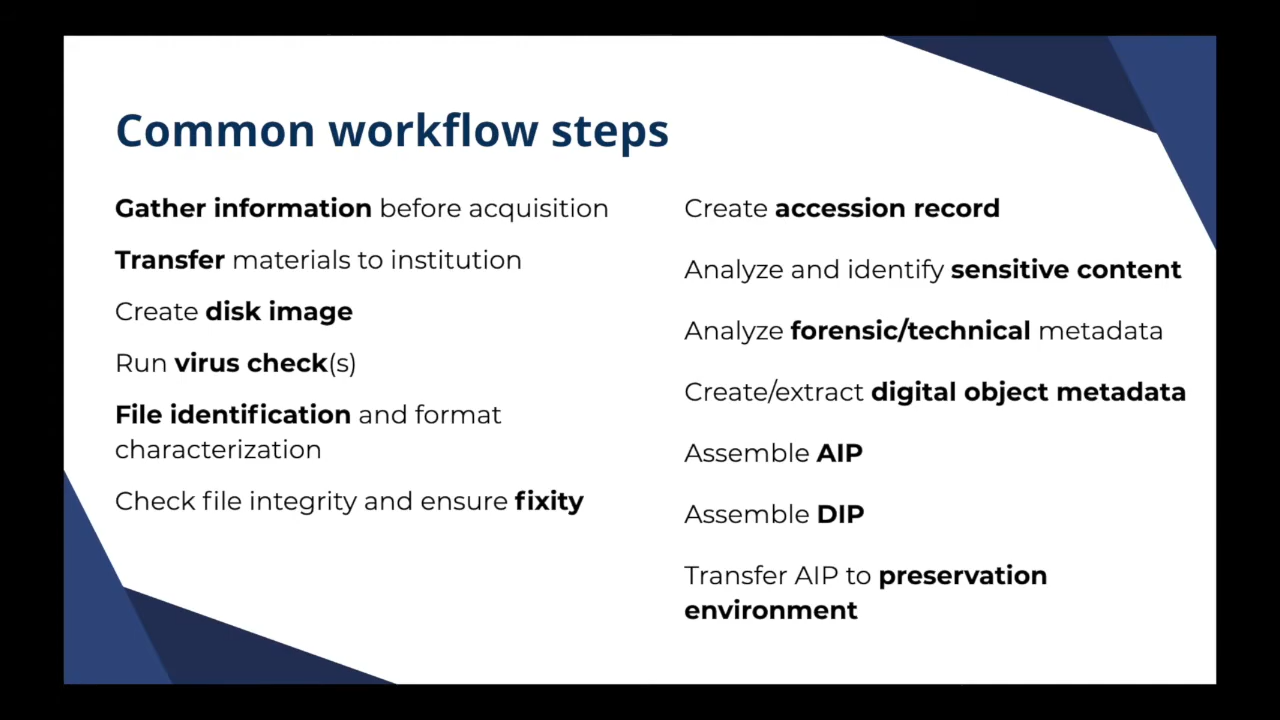 Common workflow steps
Gather information before acquisition
Transfer materials to institution
Create disk image
Run virus check(s)
File identification and format
characterization
Check file integrity and ensure fixity
Create accession record
Analyze and identify sensitive content
Analyze forensic/technical metadata
Create/extract digital object metadata
Assemble AIP
Assemble DIP
Transfer AIP to preservation
environment